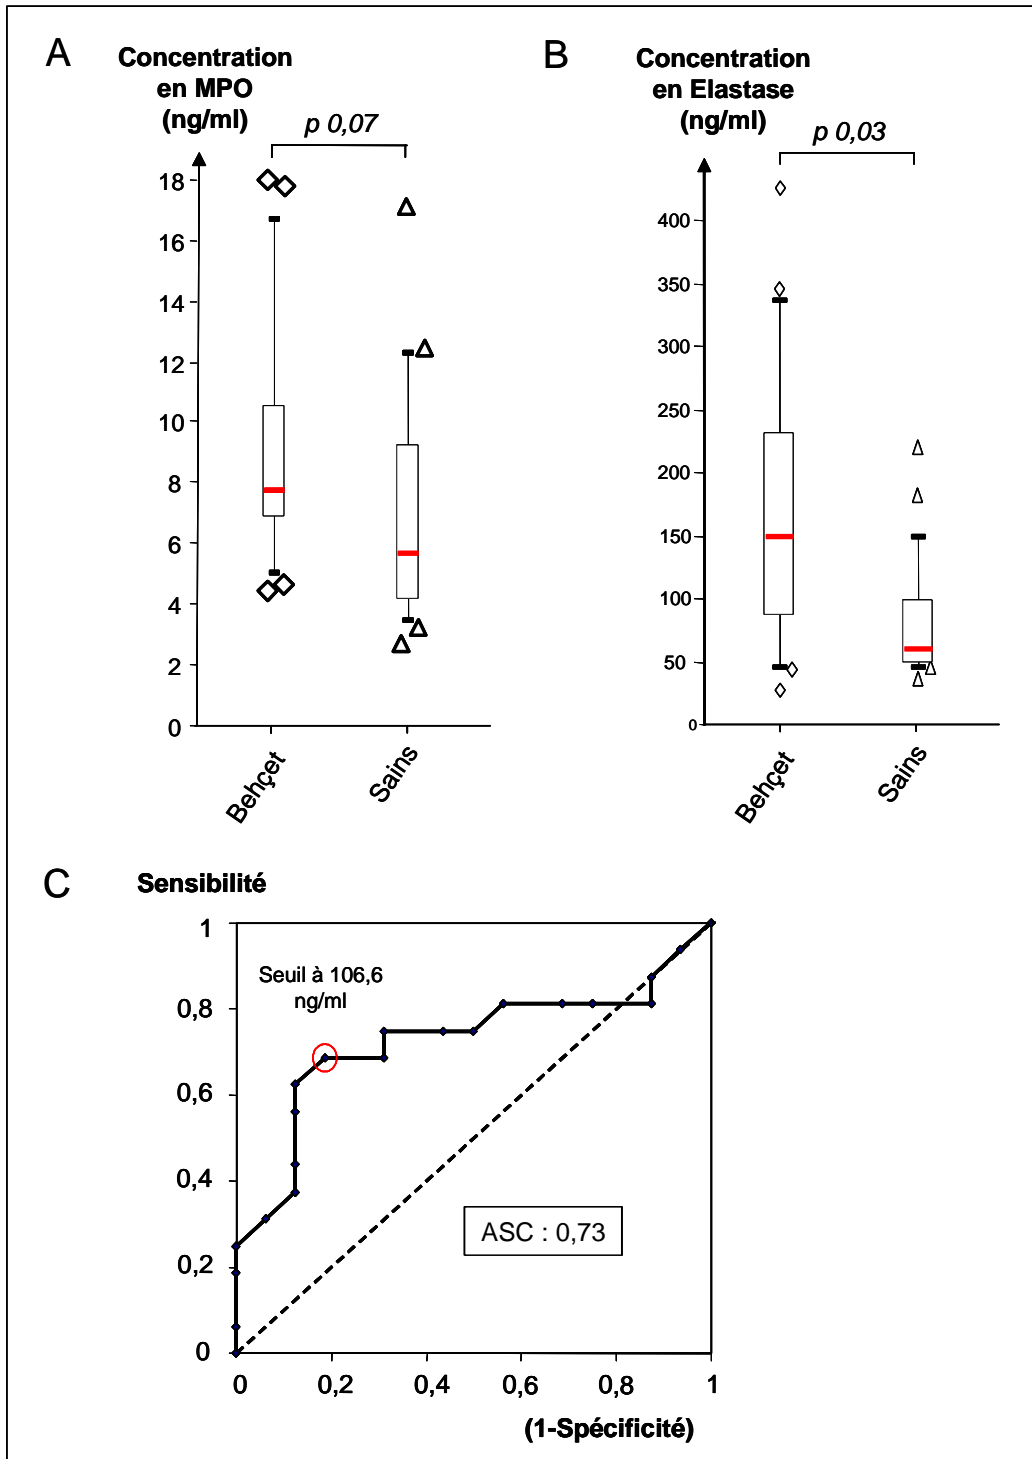 A
Concentration
en MPO
(ng/ml)
p 0,07
18
16
14
12
10
8
6
4
2
0
Behçet
Sains
B
Concentration
en Elastase
(ng/ml)
p 0,03
400
350
300
250
200
150
100
50
0
Behçet
Sains
C
Sensibilité
1
0,8
0,6
0,4
0,2
0
Seuil à 106,6
ng/ml
ASC : 0,73
0 0,2 0,4 0,6 0,8 1
(1-Spécificité)